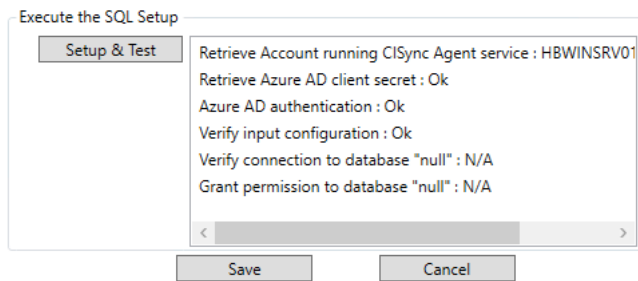 Execute the SQL Setup
Setup & Test
Retrieve Account running CISync Agent service : HBWINSRV01
Retrieve Azure AD client secret : Ok
Azure AD authentication : Ok
Verify input configuration : Ok
Verify connection to database "null" : N/A
Grant permission to database "null" : N/A
Save
Cancel